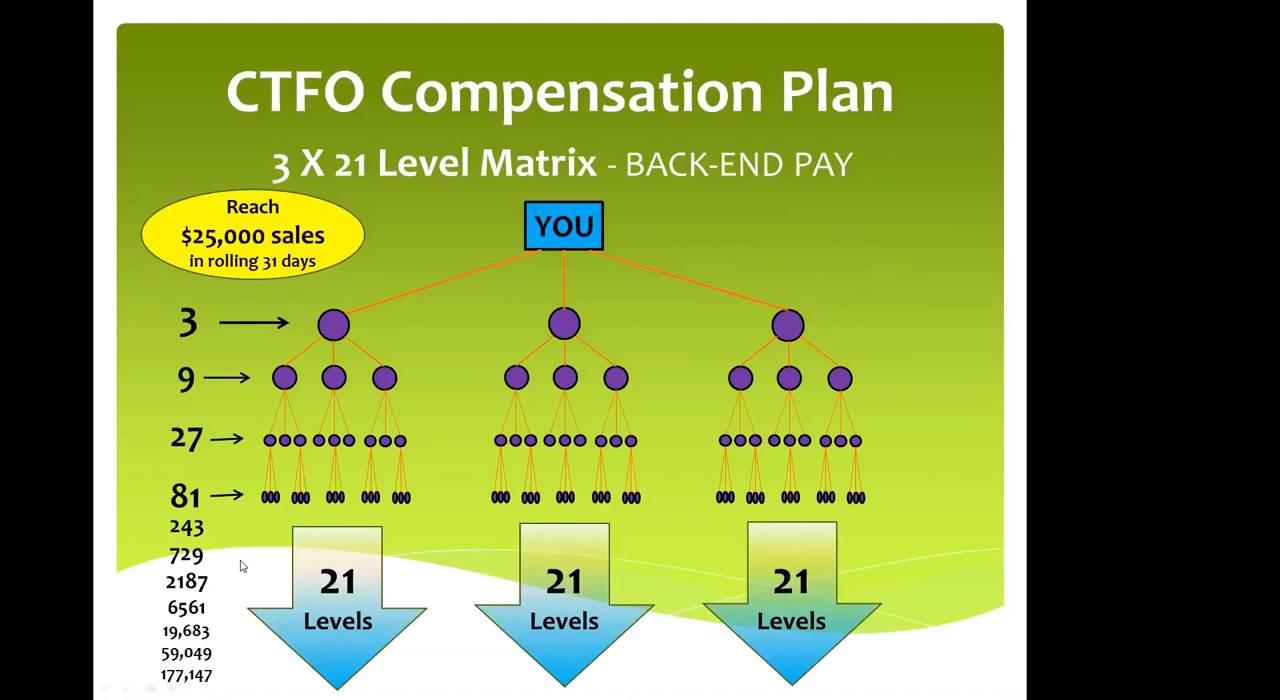 CTFO Compensation Plan
3 X 21 Level Matrix - BACK-END PAY
Reach
$25,000 sales
in rolling 31 days
YOU
3
9
27
81
243
729
2187
6561
19,683
59,049
177,147
21
Levels
21
Levels
21
Levels